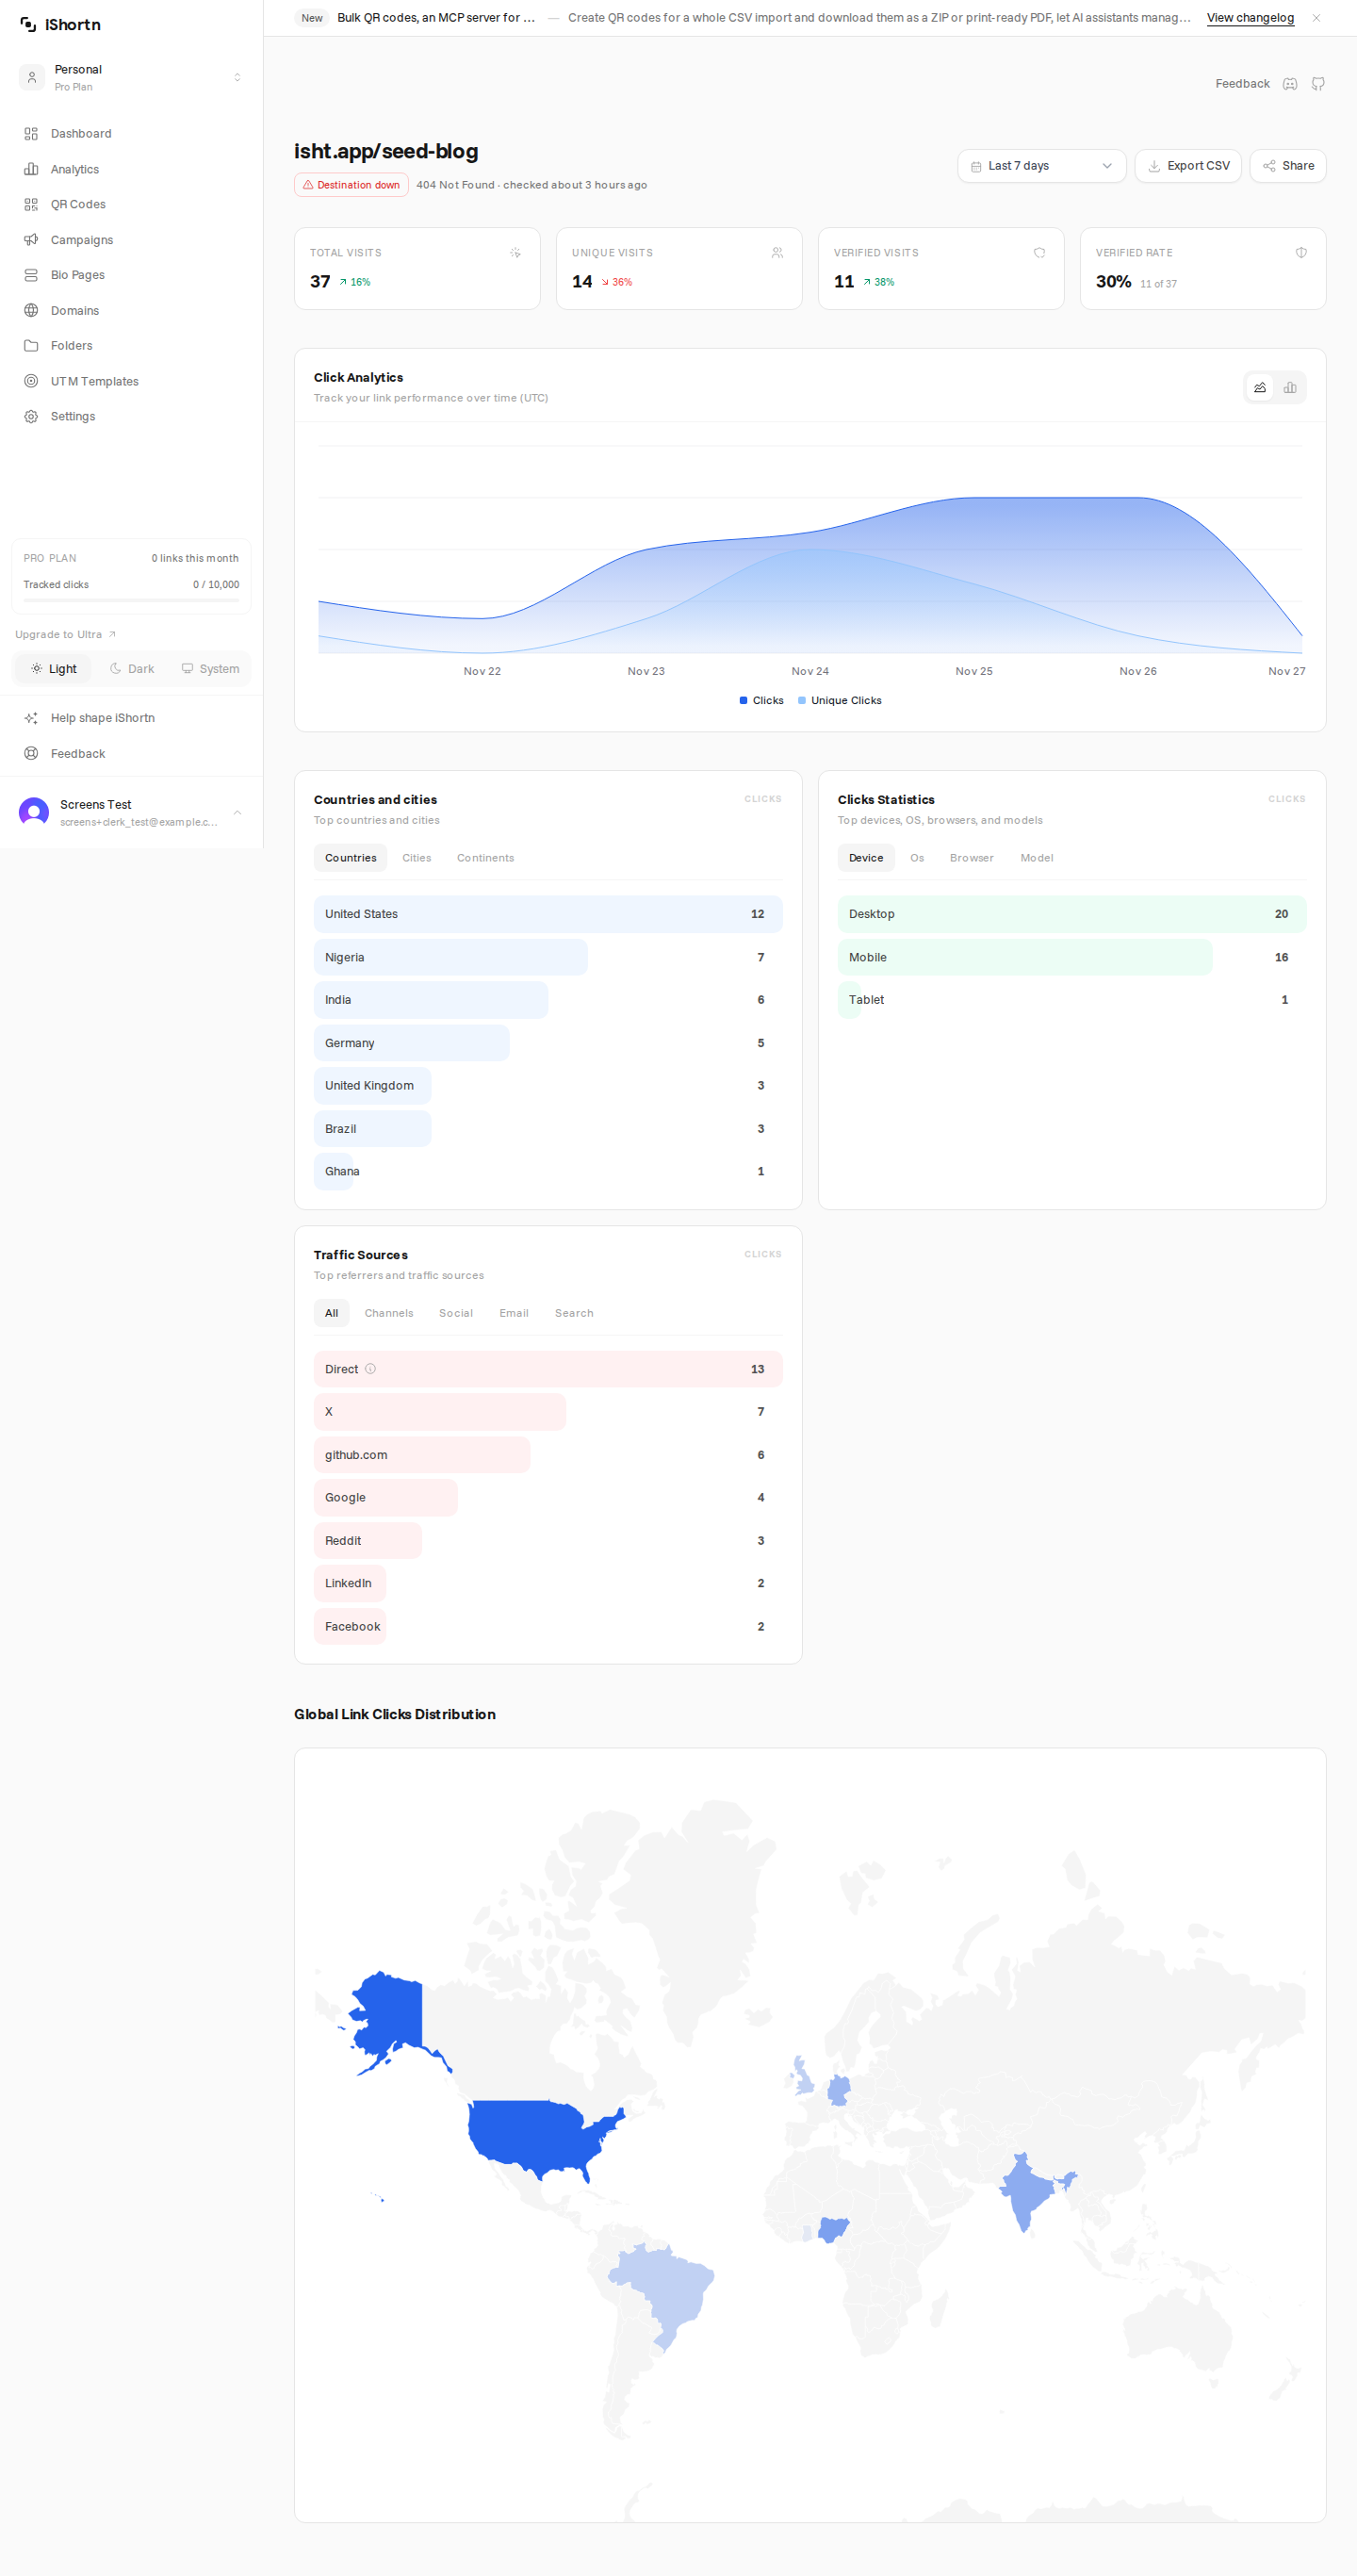 iShortn
Personal
Pro Plan
Dashboard
Analytics
QR Codes
Campaigns
Bio Pages
Domains
Folders
UTM Templates
Settings
PRO PLAN 0 links this month
Tracked clicks 0 / 10,000
Upgrade to Ultra
Light Dark System
Help shape iShortn
Feedback
Screens Test
screens+clerk_test@example.c...
New Bulk QR codes, an MCP server for ... — Create QR codes for a whole CSV import and download them as a ZIP or print-ready PDF, let AI assistants manag... View changelog
Feedback
isht.app/seed-blog
Destination down 404 Not Found · checked about 3 hours ago
Last 7 days Export CSV Share
TOTAL VISITS
37 16%
UNIQUE VISITS
14 36%
VERIFIED VISITS
11 38%
VERIFIED RATE
30% 11 of 37
Click Analytics
Track your link performance over time (UTC)
Nov 22 Nov 23 Nov 24 Nov 25 Nov 26 Nov 27
Clicks Unique Clicks
Countries and cities CLICKS
Top countries and cities
Countries Cities Continents
United States 12
Nigeria 7
India 6
Germany 5
United Kingdom 3
Brazil 3
Ghana 1
Clicks Statistics CLICKS
Top devices, OS, browsers, and models
Device Os Browser Model
Desktop 20
Mobile 16
Tablet 1
Traffic Sources CLICKS
Top referrers and traffic sources
All Channels Social Email Search
Direct 13
X 7
github.com 6
Google 4
Reddit 3
LinkedIn 2
Facebook 2
Global Link Clicks Distribution